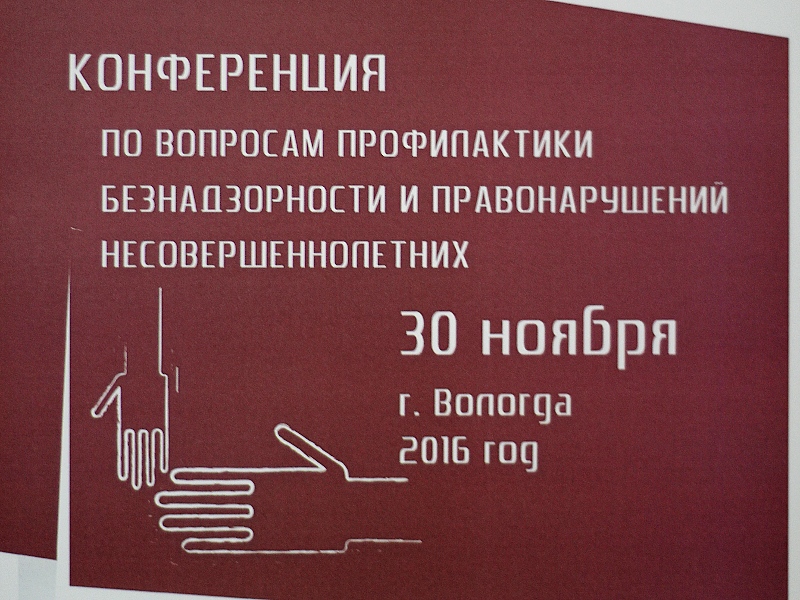 КОНФЕРЕНЦИЯ
ПО ВОПРОСАМ ПРОФИЛАКТИКИ
БЕЗНАДЗОРНОСТИ И ПРАВОНАРУШЕНИЙ
НЕСОВЕРШЕННОЛЕТНИХ
30 ноября
г. Вологда
2016 год